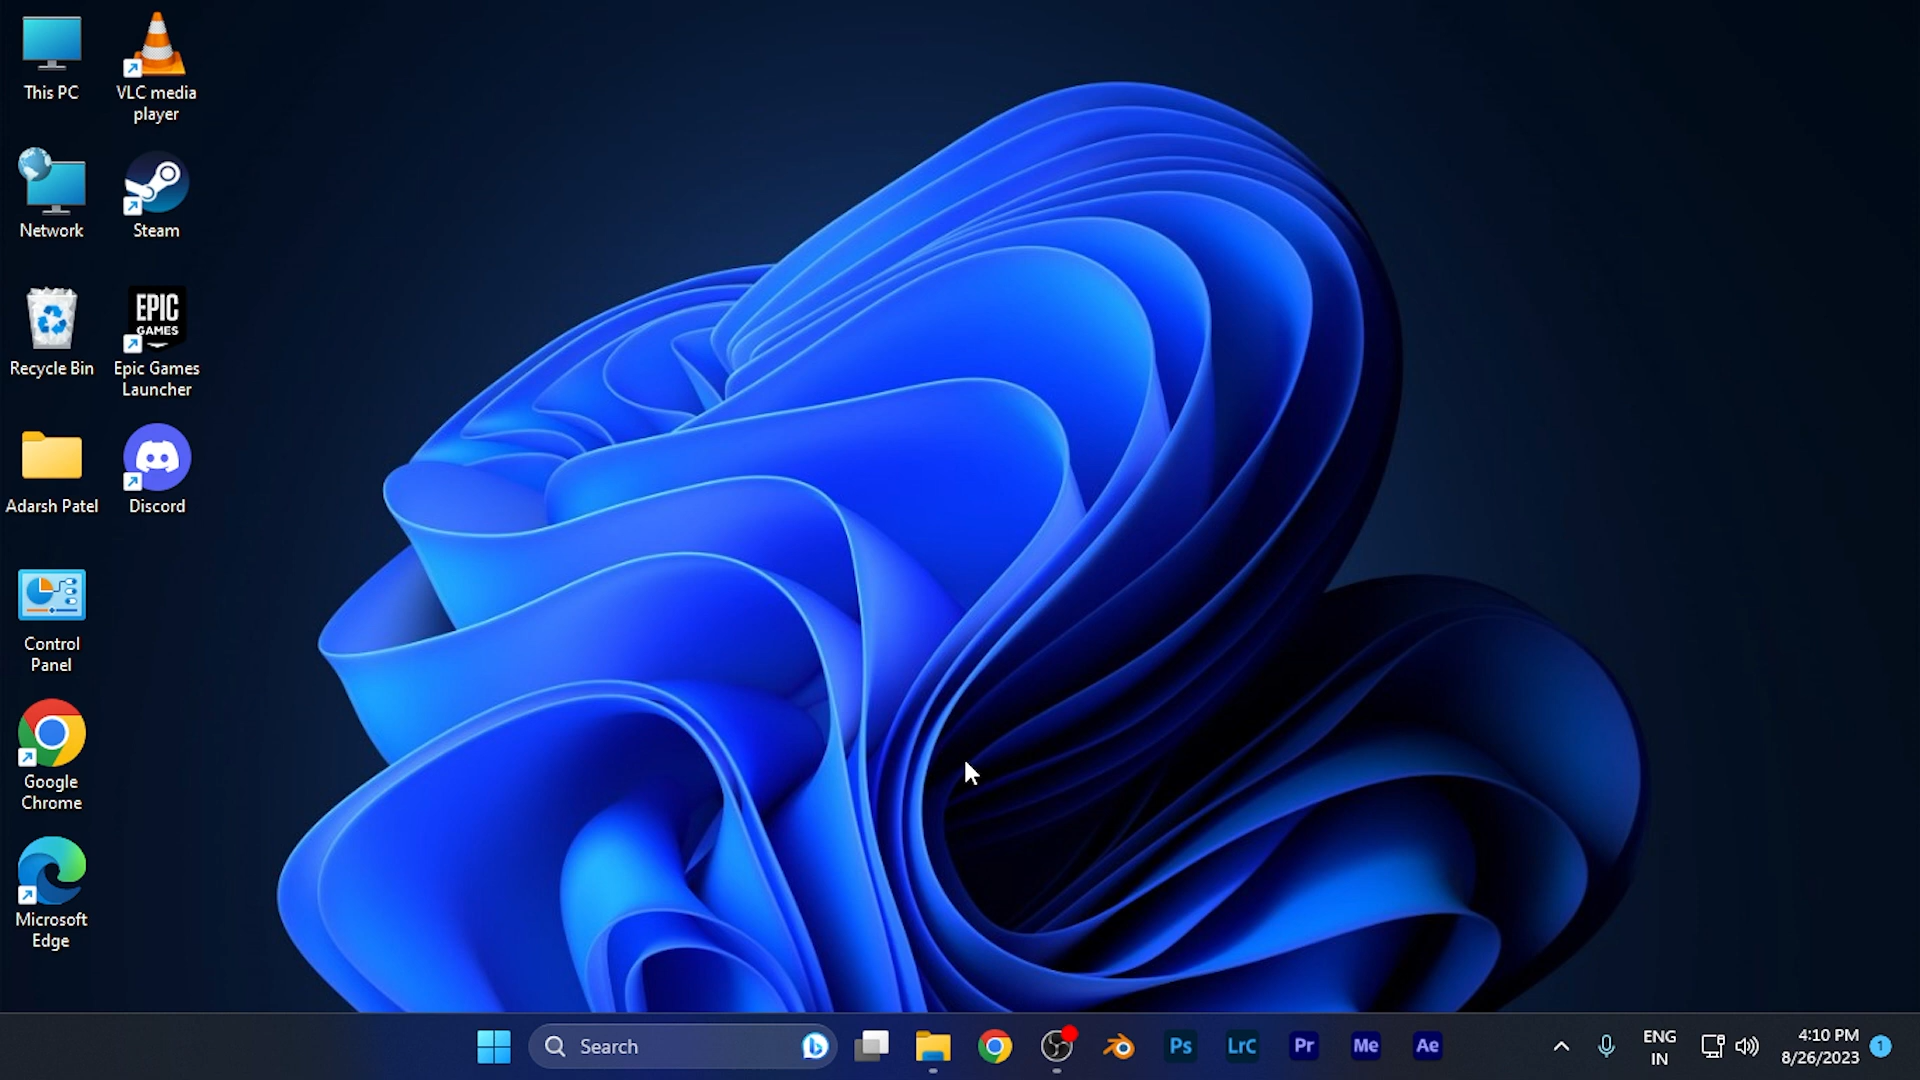 This PC
VLC media
player
Network
Steam
Recycle Bin
EPIC
GAMES
Epic Games
Launcher
Adarsh Patel
Discord
Control
Panel
Google
Chrome
Microsoft
Edge
Search
Ps
LrC
Pr
Me
Ae
ENG
IN
4:10 PM
8/26/2023
1